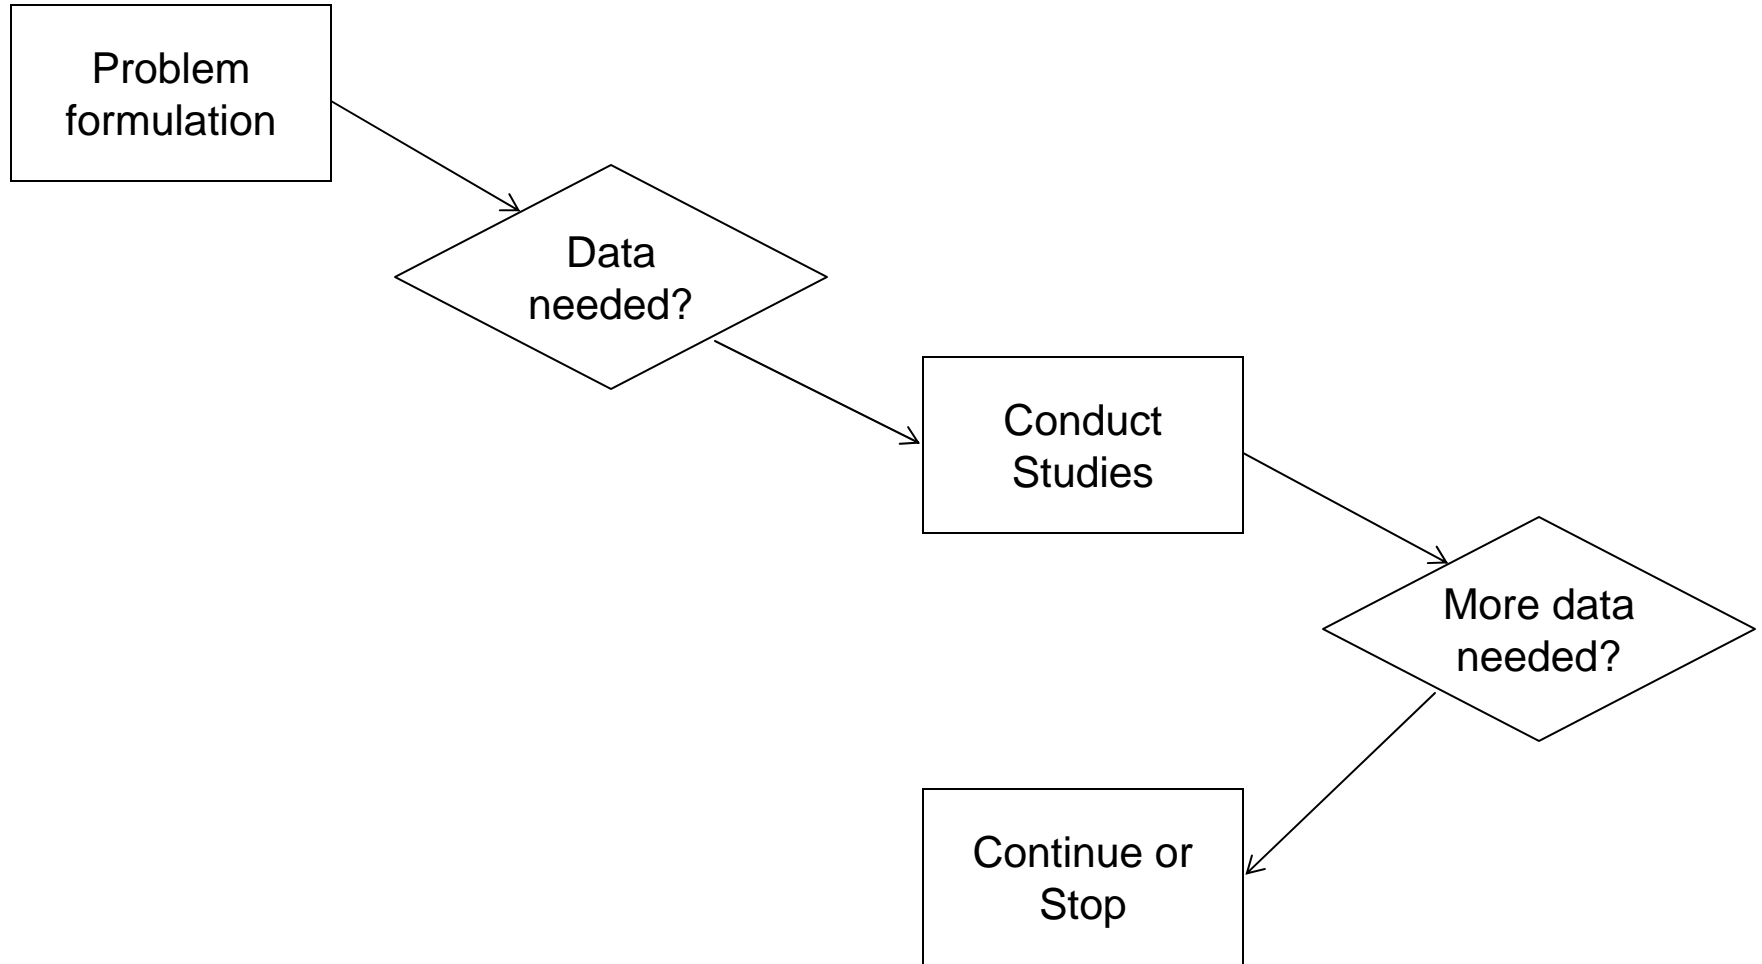 Problem
formulation
Data
needed?
Conduct
Studies
More data
needed?
Continue or
Stop